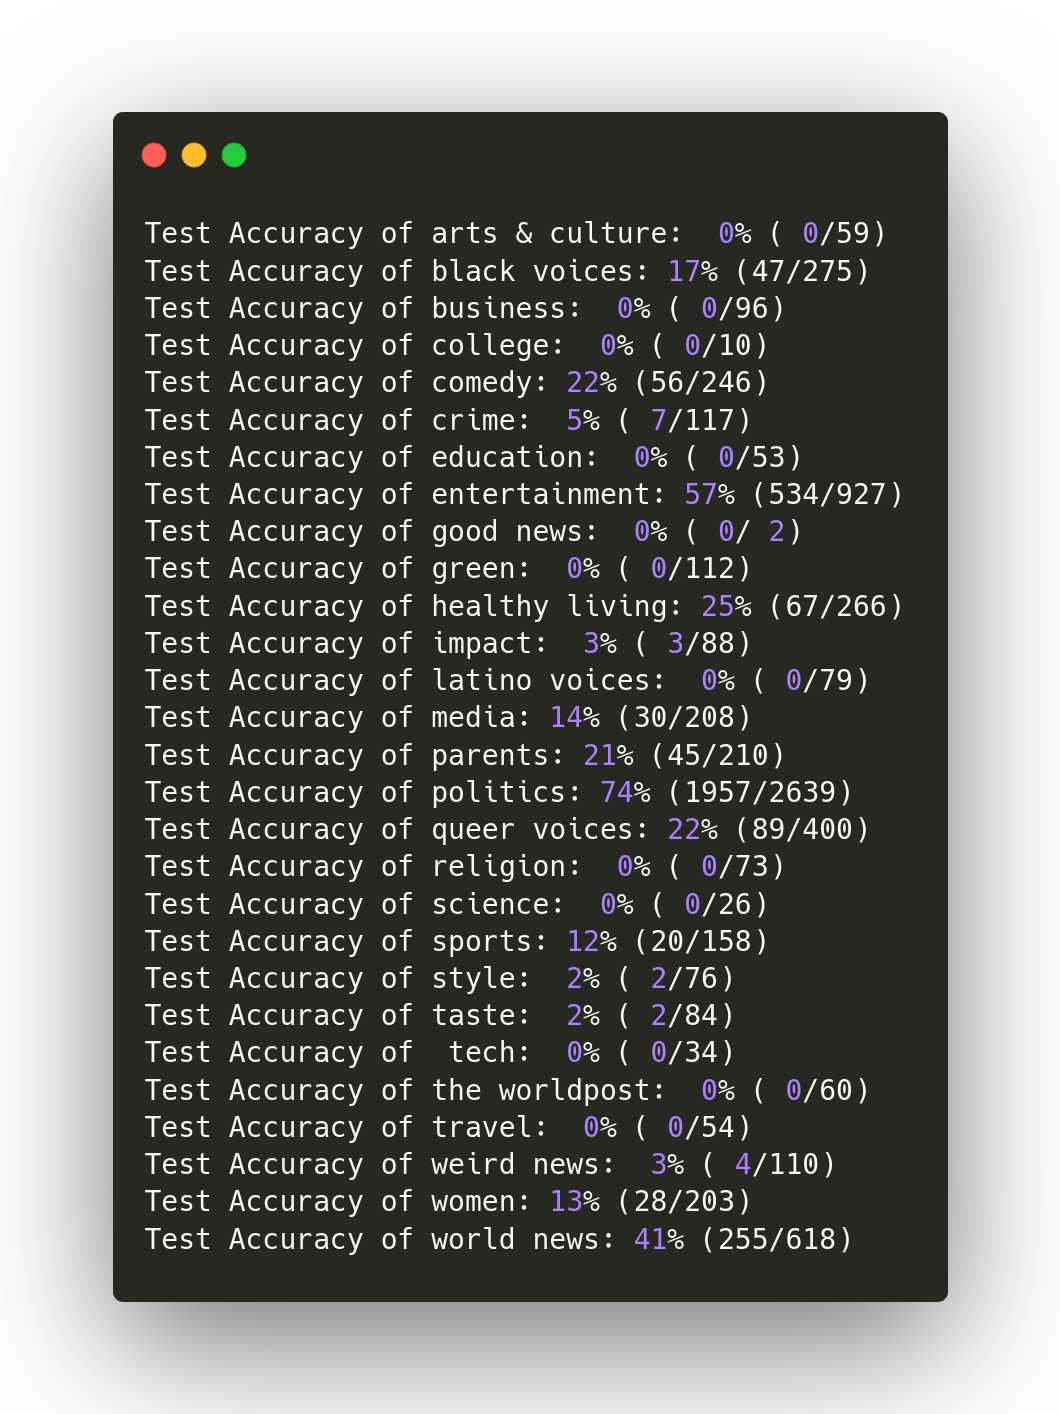 Test Accuracy of arts & culture:  0% ( 0/59)
Test Accuracy of black voices: 17% (47/275)
Test Accuracy of business:  0% ( 0/96)
Test Accuracy of college:  0% ( 0/10)
Test Accuracy of comedy: 22% (56/246)
Test Accuracy of crime:  5% ( 7/117)
Test Accuracy of education:  0% ( 0/53)
Test Accuracy of entertainment: 57% (534/927)
Test Accuracy of good news:  0% ( 0/ 2)
Test Accuracy of green:  0% ( 0/112)
Test Accuracy of healthy living: 25% (67/266)
Test Accuracy of impact:  3% ( 3/88)
Test Accuracy of latino voices:  0% ( 0/79)
Test Accuracy of media: 14% (30/208)
Test Accuracy of parents: 21% (45/210)
Test Accuracy of politics: 74% (1957/2639)
Test Accuracy of queer voices: 22% (89/400)
Test Accuracy of religion:  0% ( 0/73)
Test Accuracy of science:  0% ( 0/26)
Test Accuracy of sports: 12% (20/158)
Test Accuracy of style:  2% ( 2/76)
Test Accuracy of taste:  2% ( 2/84)
Test Accuracy of  tech:  0% ( 0/34)
Test Accuracy of the worldpost:  0% ( 0/60)
Test Accuracy of travel:  0% ( 0/54)
Test Accuracy of weird news:  3% ( 4/110)
Test Accuracy of women: 13% (28/203)
Test Accuracy of world news: 41% (255/618)